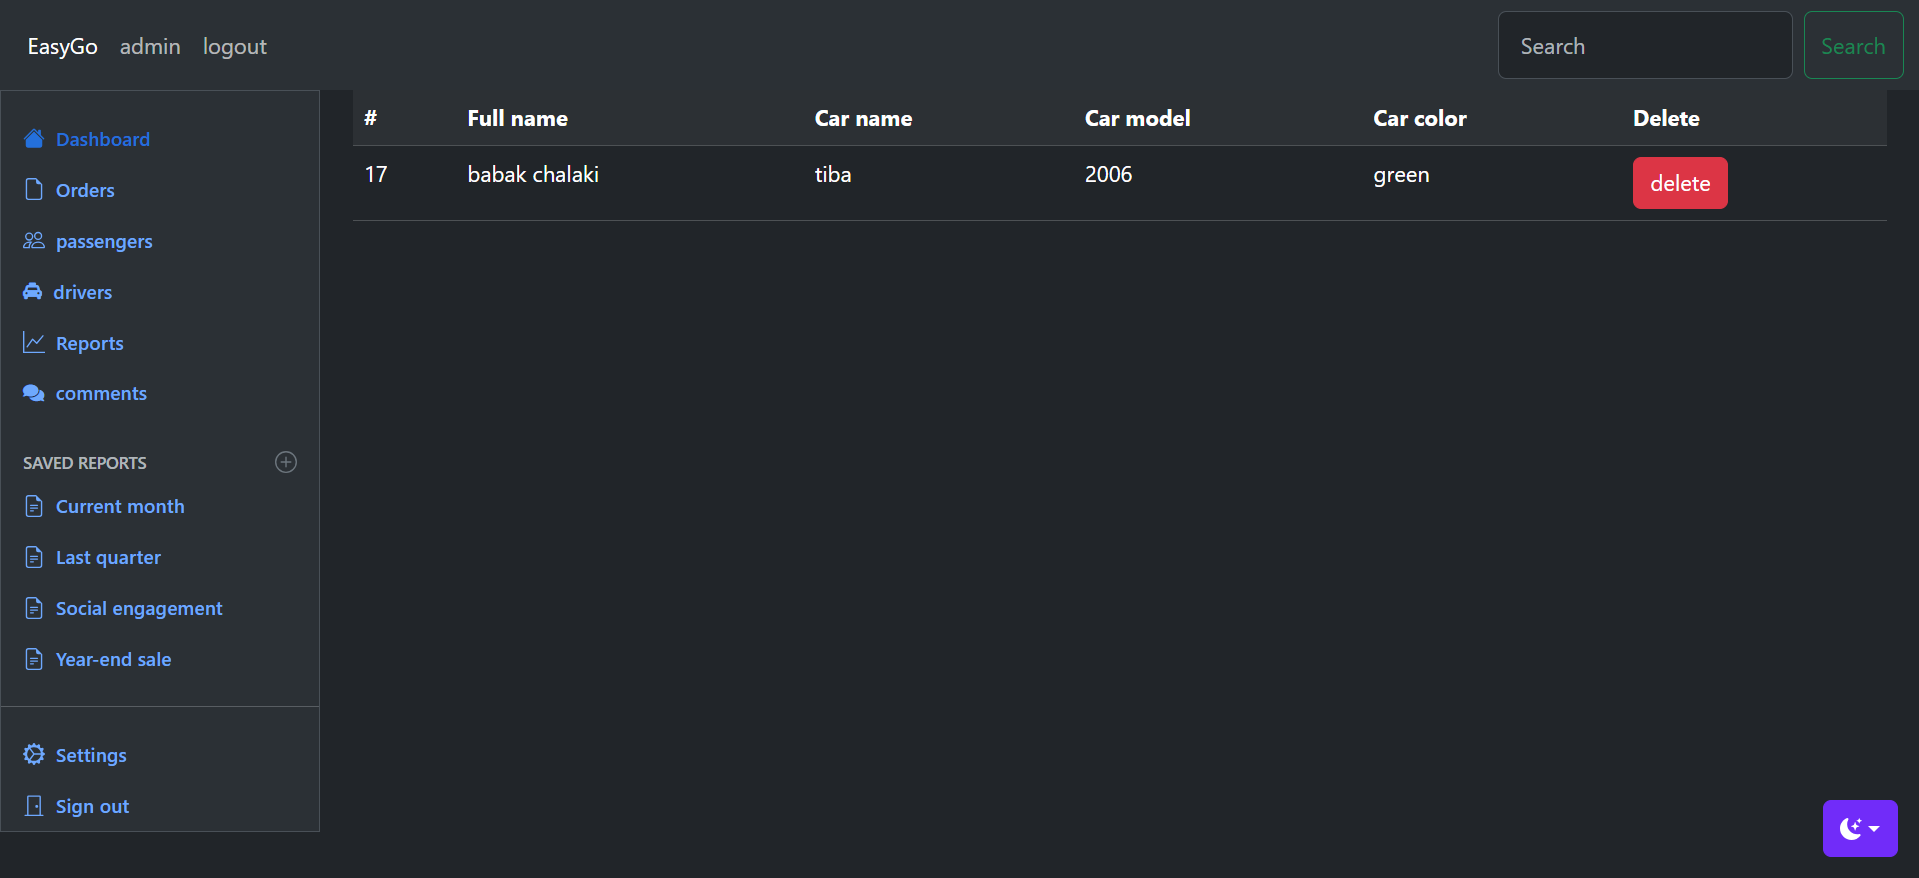 EasyGo admin logout Search Search
Dashboard
Orders
passengers
drivers
Reports
comments
SAVED REPORTS
Current month
Last quarter
Social engagement
Year-end sale
Settings
Sign out
# Full name Car name Car model Car color Delete
17 babak chalaki tiba 2006 green delete